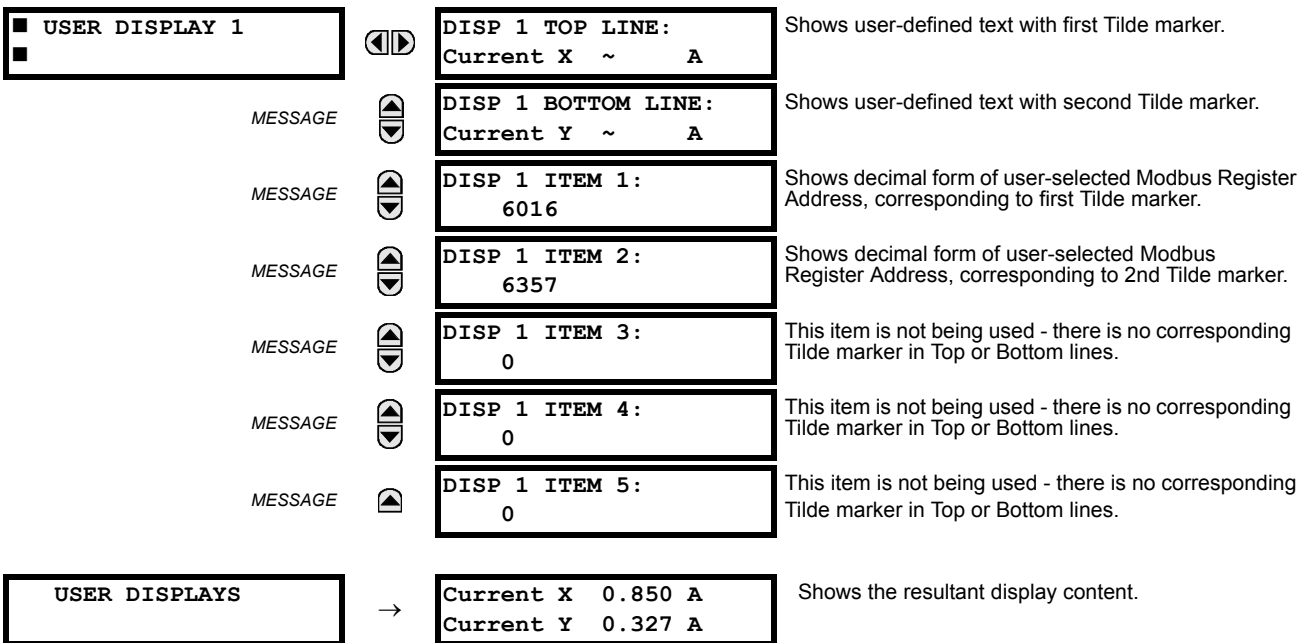 ■ USER DISPLAY 1
■
DISP 1 TOP LINE:
Current X ~ A
Shows user-defined text with first Tilde marker.
MESSAGE
DISP 1 BOTTOM LINE:
Current Y ~ A
Shows user-defined text with second Tilde marker.
MESSAGE
DISP 1 ITEM 1:
6016
Shows decimal form of user-selected Modbus Register
Address, corresponding to first Tilde marker.
MESSAGE
DISP 1 ITEM 2:
6357
Shows decimal form of user-selected Modbus
Register Address, corresponding to 2nd Tilde marker.
MESSAGE
DISP 1 ITEM 3:
0
This item is not being used - there is no corresponding
Tilde marker in Top or Bottom lines.
MESSAGE
DISP 1 ITEM 4:
0
This item is not being used - there is no corresponding
Tilde marker in Top or Bottom lines.
MESSAGE
DISP 1 ITEM 5:
0
This item is not being used - there is no corresponding
Tilde marker in Top or Bottom lines.
USER DISPLAYS
→
Current X 0.850 A
Current Y 0.327 A
Shows the resultant display content.